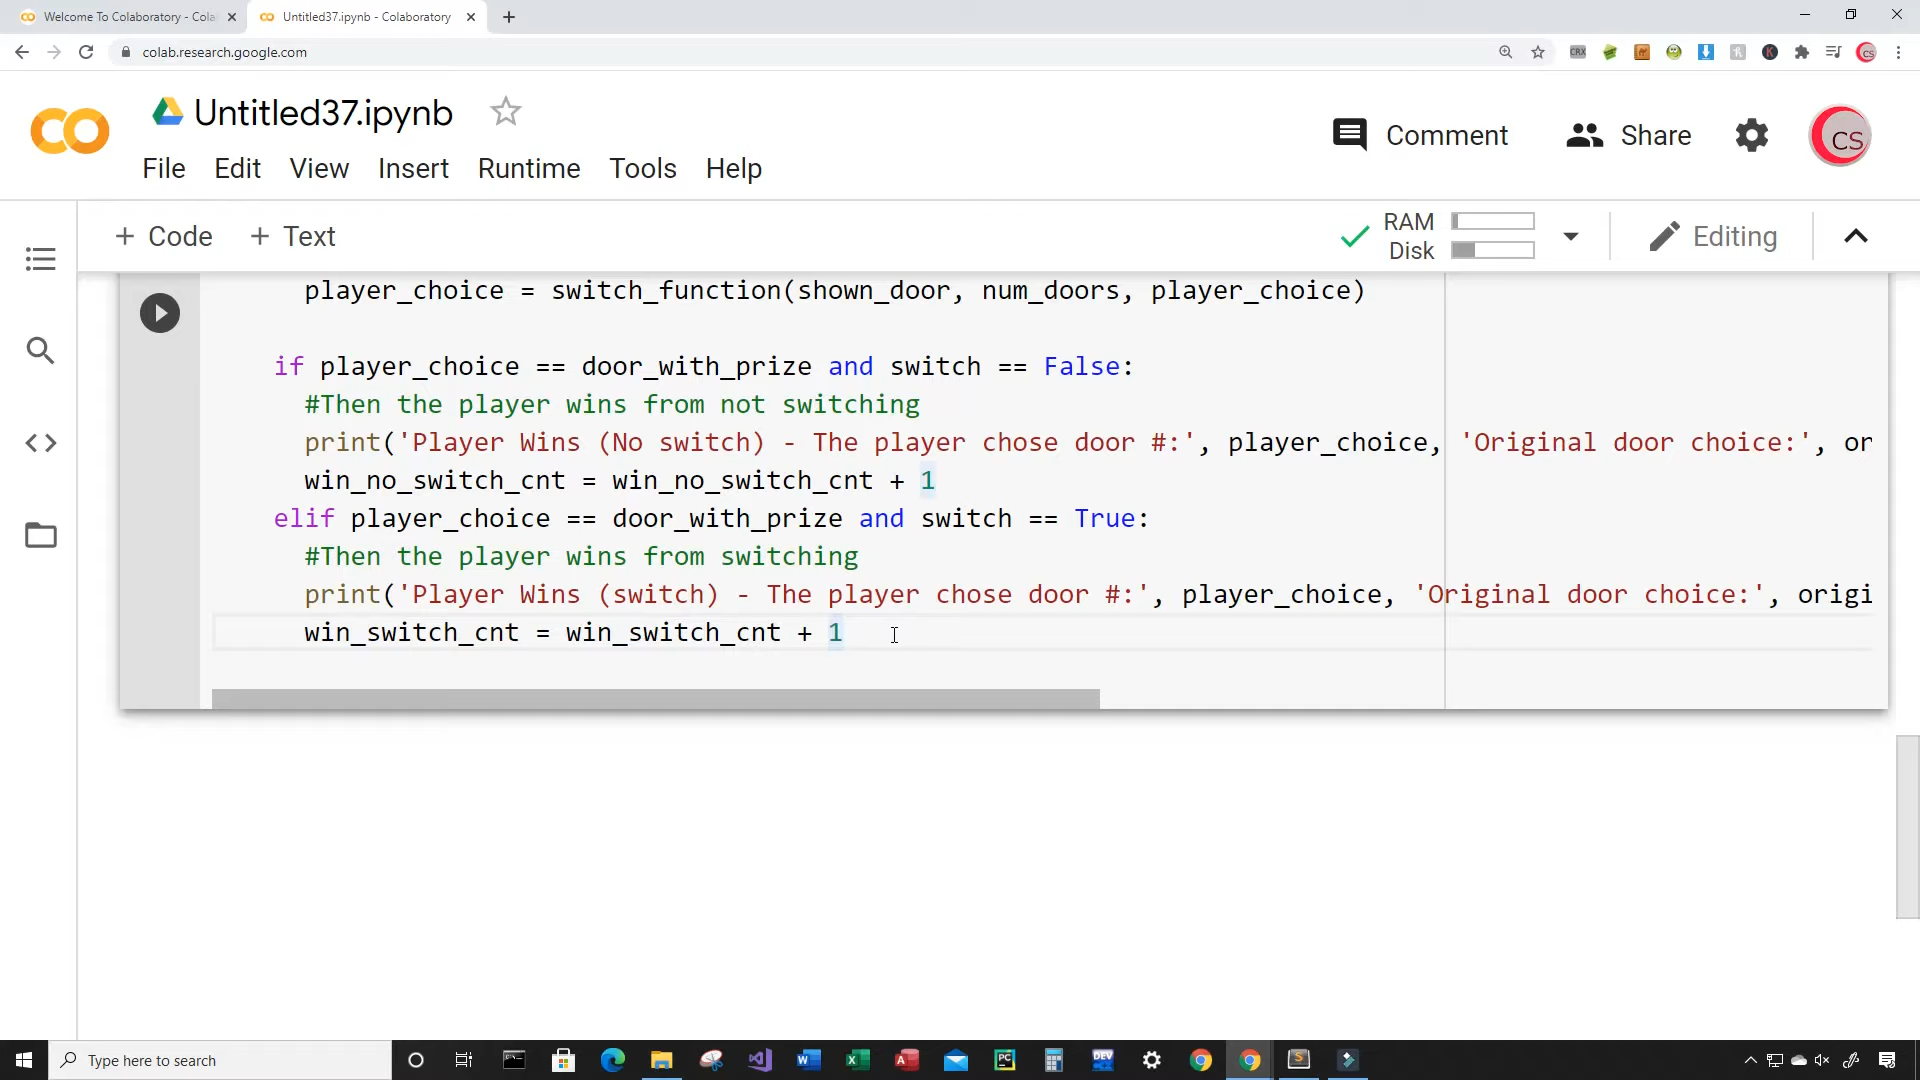 Welcome To Colaboratory - Cola
Untitled37.ipynb - Colaboratory
colab.research.google.com
Untitled37.ipynb
Comment
Share
CS
File Edit View Insert Runtime Tools Help
+ Code + Text
RAM
Disk
Editing
player_choice = switch_function(shown_door, num_doors, player_choice)
if player_choice == door_with_prize and switch == False:
#Then the player wins from not switching
print('Player Wins (No switch) - The player chose door #:', player_choice, 'Original door choice:', or
win_no_switch_cnt = win_no_switch_cnt + 1
elif player_choice == door_with_prize and switch == True:
#Then the player wins from switching
print('Player Wins (switch) - The player chose door #:', player_choice, 'Original door choice:', origi
win_switch_cnt = win_switch_cnt + 1
Type here to search